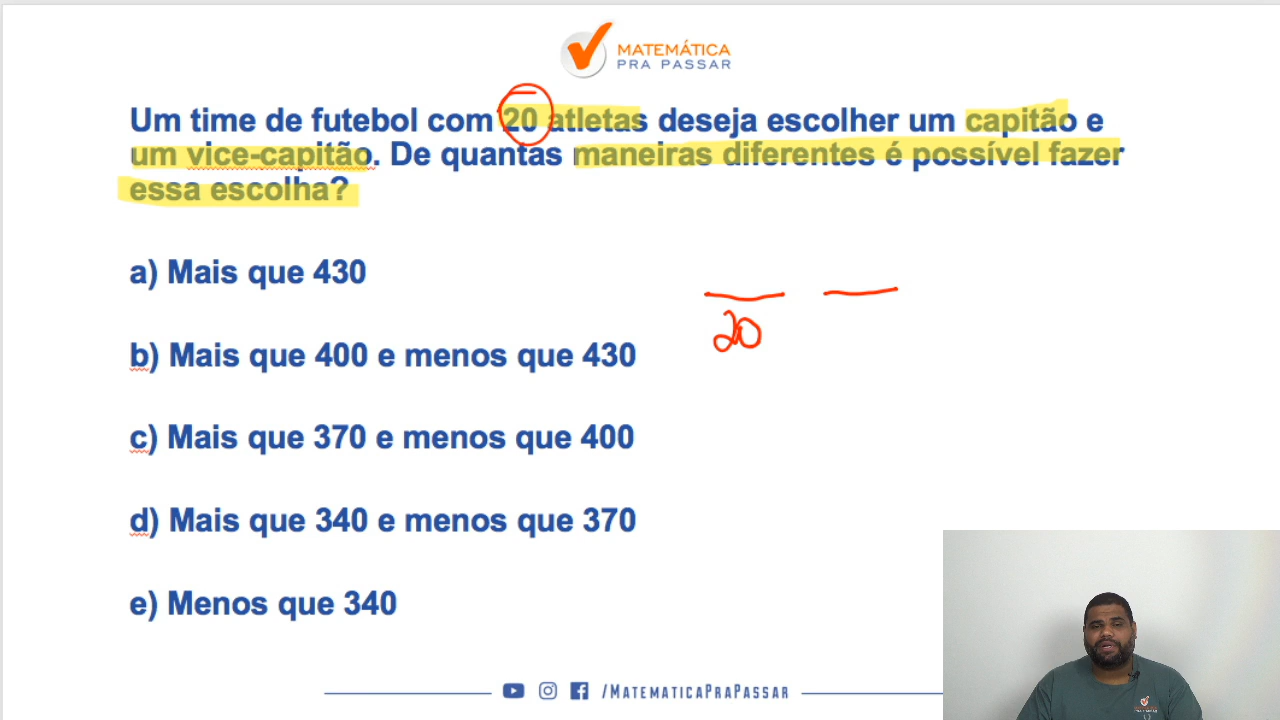 MATEMÁTICA
PRA PASSAR
Um time de futebol com 20 atletas deseja escolher um capitão e
um vice-capitão. De quantas maneiras diferentes é possível fazer
essa escolha?
a) Mais que 430
20
b) Mais que 400 e menos que 430
c) Mais que 370 e menos que 400
d) Mais que 340 e menos que 370
e) Menos que 340
/MATEMATICAPRAPASSAR